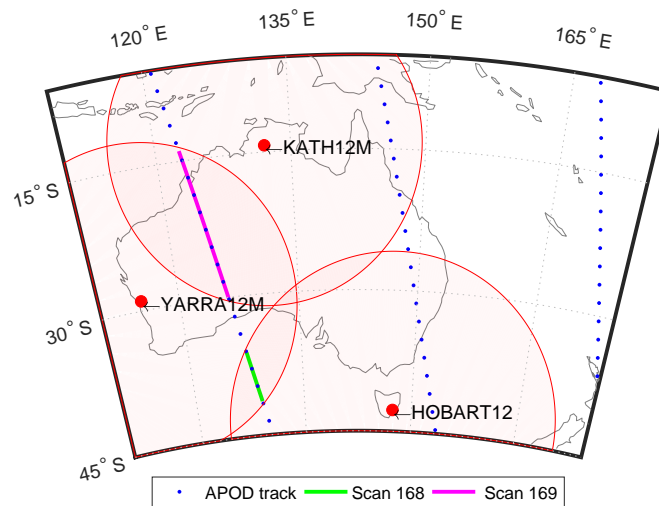 120° E
135° E
150° E
165° E
KATH12M
15° S
YARRA12M
30° S
HOBART12
45° S
APOD track Scan 168 Scan 169